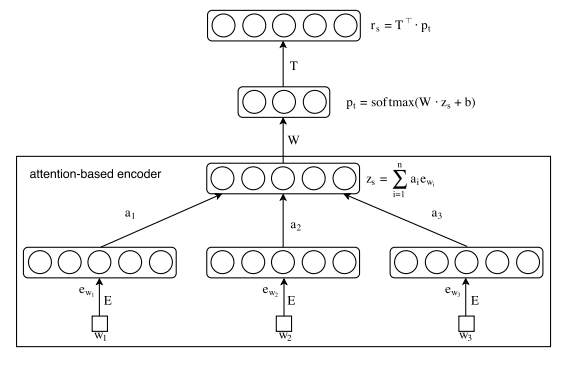 r_s = T^⊤ · p_t
T
p_t = softmax(W · z_s + b)
W
attention-based encoder
z_s = ∑_{i=1}^{n} a_i e_{w_i}
a_1
a_2
a_3
e_{w_1} E
e_{w_2} E
e_{w_3} E
w_1
w_2
w_3